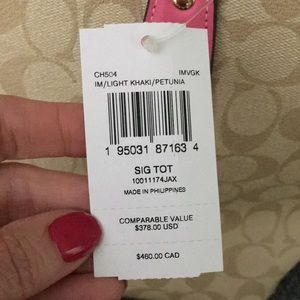 CH504 IMVGK
IM/LIGHT KHAKI/PETUNIA
1 95031 87163 4
SIG TOT
10011174JAX
MADE IN PHILIPPINES
COMPARABLE VALUE
$378.00 USD
$460.00 CAD